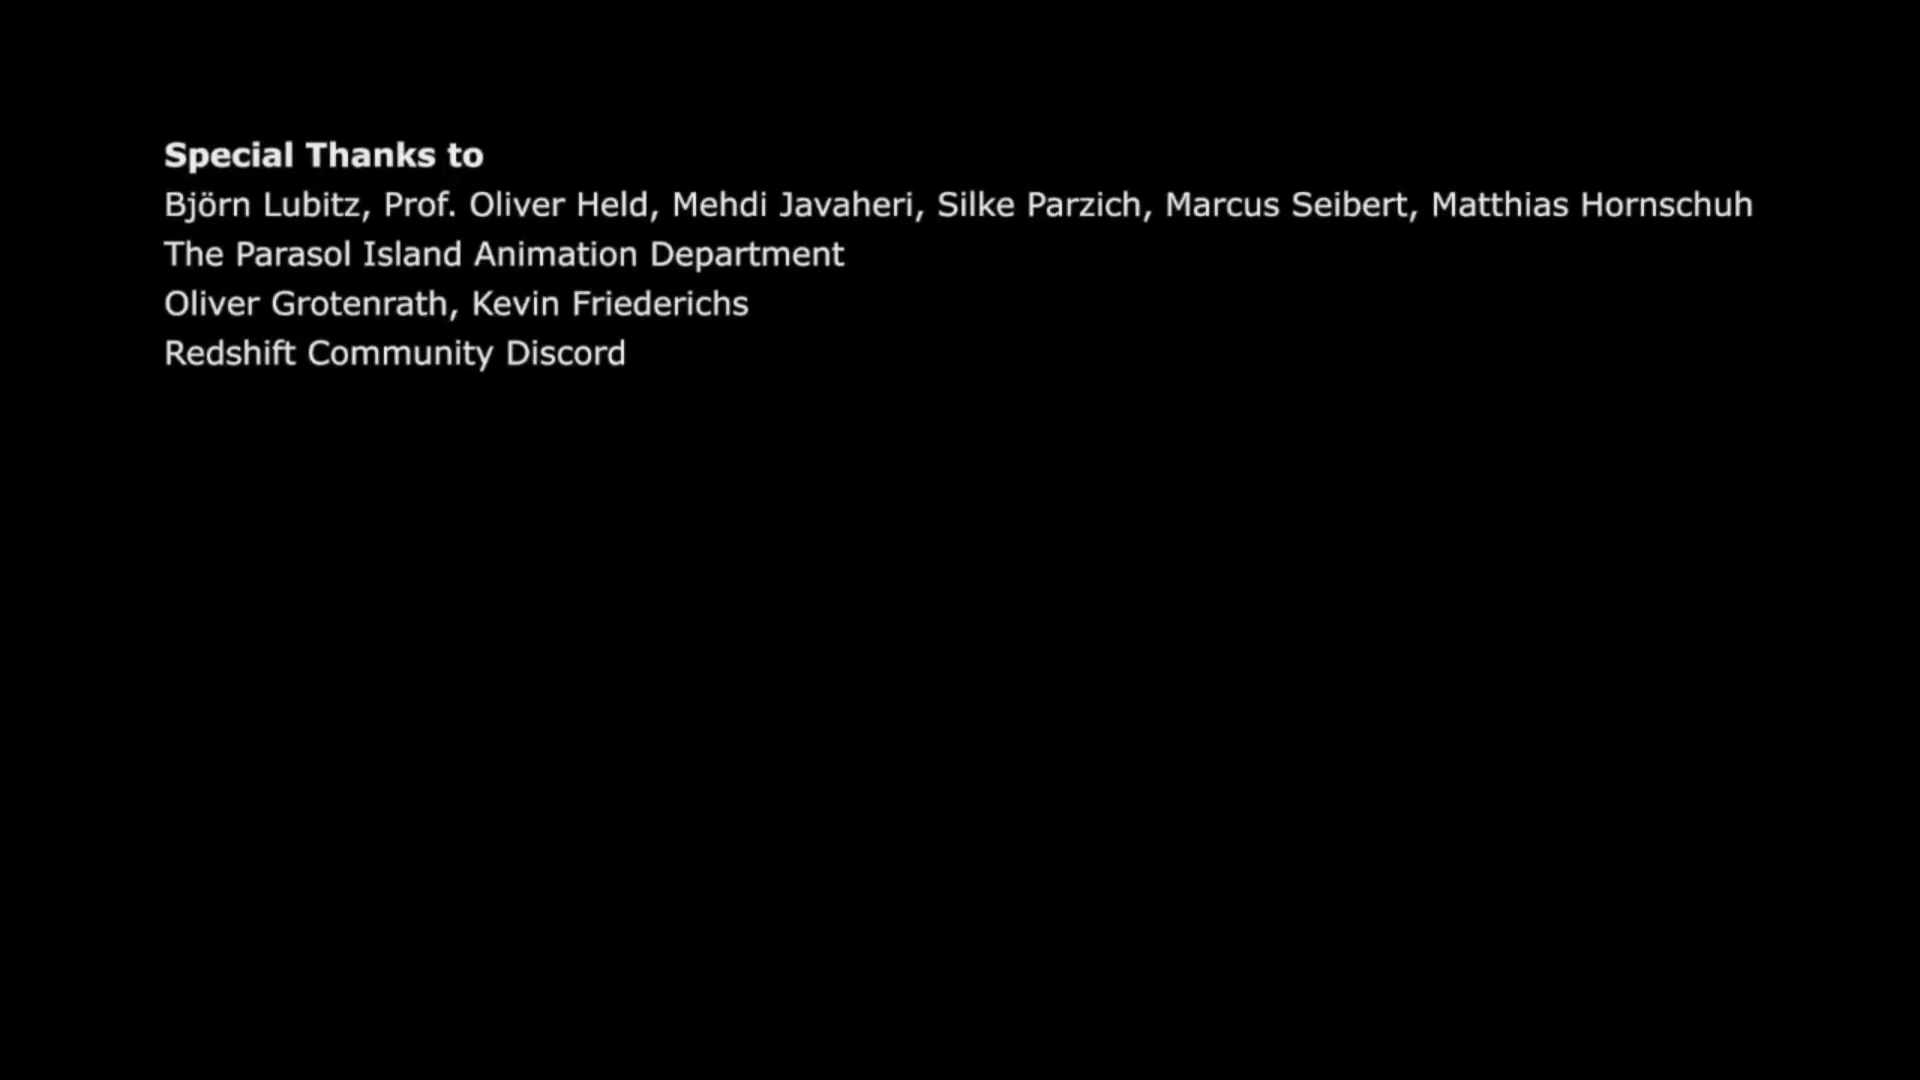 Special Thanks to
Björn Lubitz, Prof. Oliver Held, Mehdi Javaheri, Silke Parzich, Marcus Seibert, Matthias Hornschuh
The Parasol Island Animation Department
Oliver Grotenrath, Kevin Friederichs
Redshift Community Discord